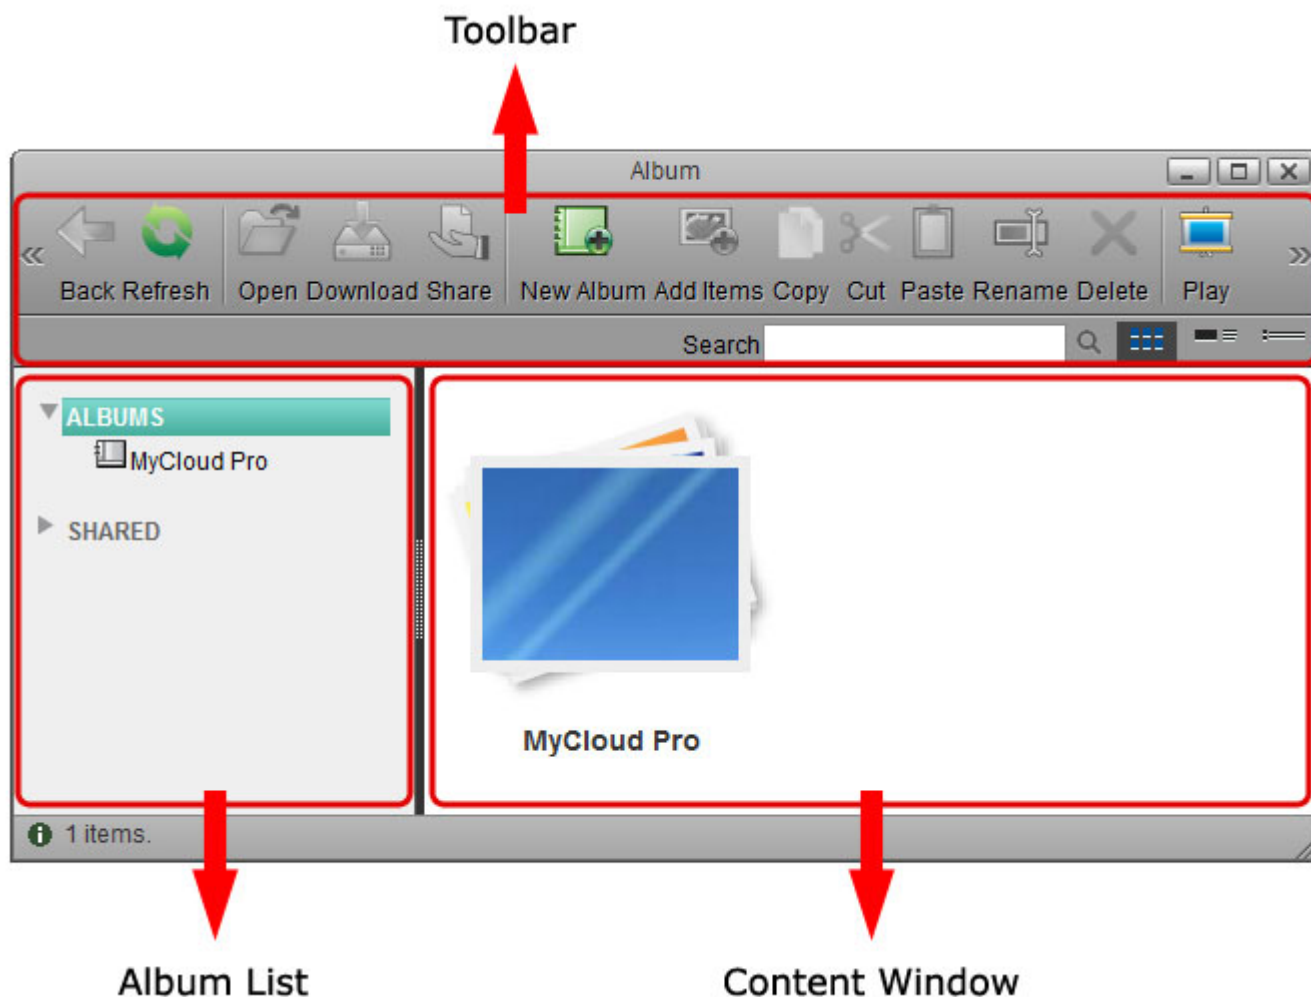 Toolbar
Album
Back Refresh Open Download Share New Album Add Items Copy Cut Paste Rename Delete Play
Search
ALBUMS
MyCloud Pro
SHARED
MyCloud Pro
1 items.
Album List
Content Window